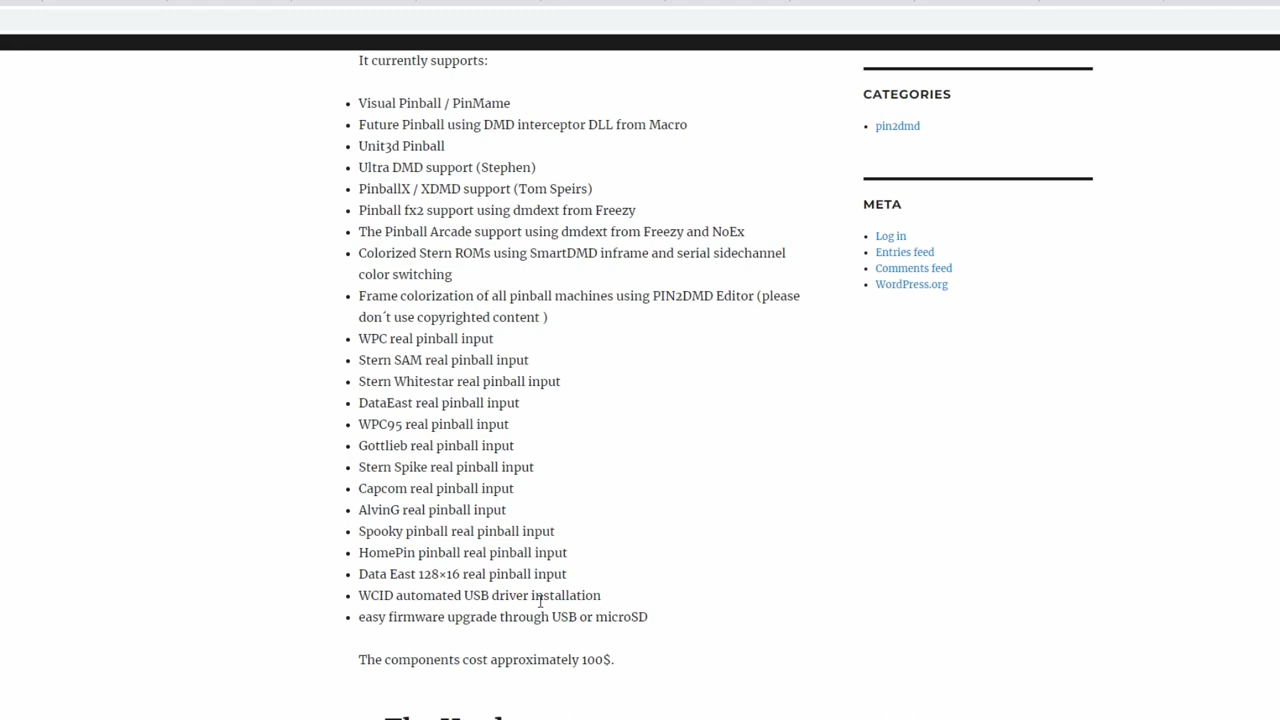 It currently supports:
Visual Pinball / PinMame
Future Pinball using DMD interceptor DLL from Macro
Unit3d Pinball
Ultra DMD support (Stephen)
PinballX / XDMD support (Tom Speirs)
Pinball fx2 support using dmdext from Freezy
The Pinball Arcade support using dmdext from Freezy and NoEx
Colorized Stern ROMs using SmartDMD inframe and serial sidechannel
color switching
Frame colorization of all pinball machines using PIN2DMD Editor (please
don´t use copyrighted content )
WPC real pinball input
Stern SAM real pinball input
Stern Whitestar real pinball input
DataEast real pinball input
WPC95 real pinball input
Gottlieb real pinball input
Stern Spike real pinball input
Capcom real pinball input
AlvinG real pinball input
Spooky pinball real pinball input
HomePin pinball real pinball input
Data East 128×16 real pinball input
WCID automated USB driver installation
easy firmware upgrade through USB or microSD
The components cost approximately 100$.
CATEGORIES
pin2dmd
META
Log in
Entries feed
Comments feed
WordPress.org